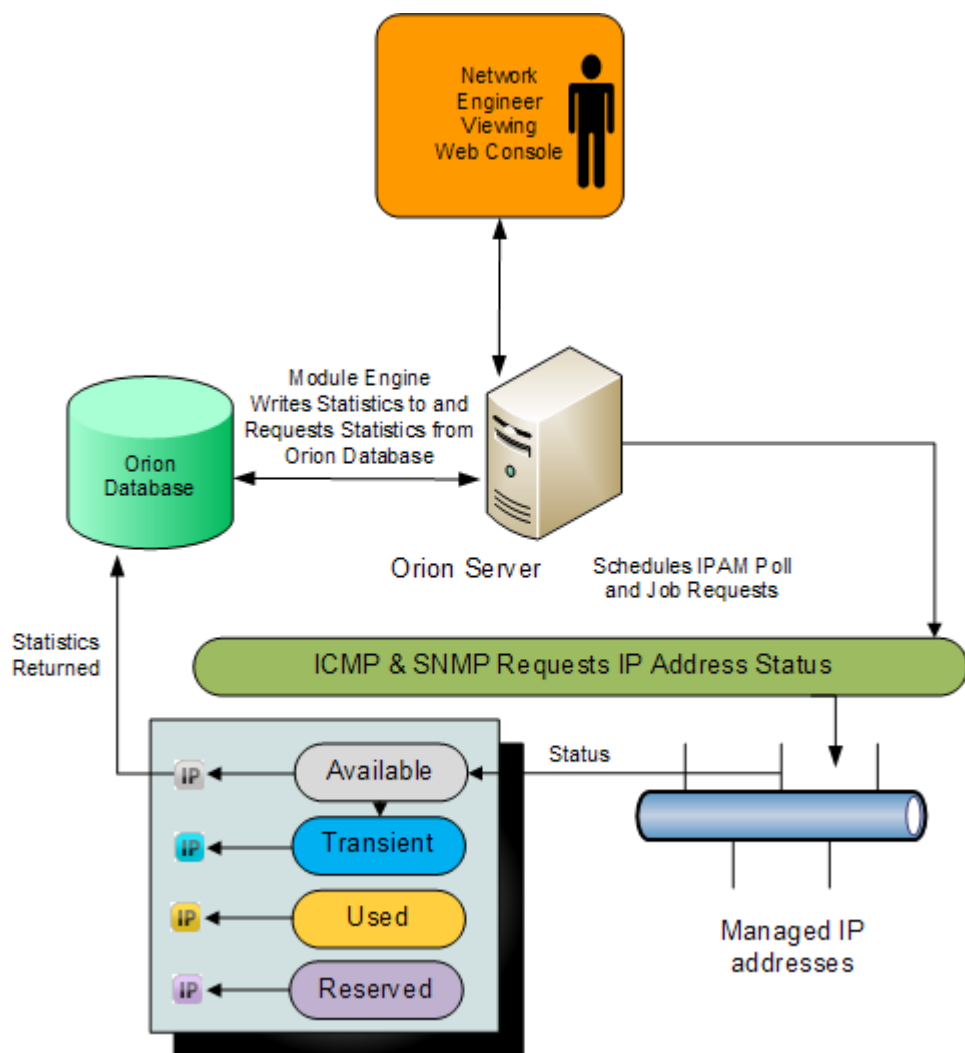 Network
Engineer
Viewing
Web Console
Module Engine
Writes Statistics to and
Requests Statistics from
Orion Database
Orion
Database
Orion Server
Schedules IPAM Poll
and Job Requests
Statistics
Returned
ICMP & SNMP Requests IP Address Status
Status
IP
Available
IP
Transient
IP
Used
IP
Reserved
Managed IP
addresses